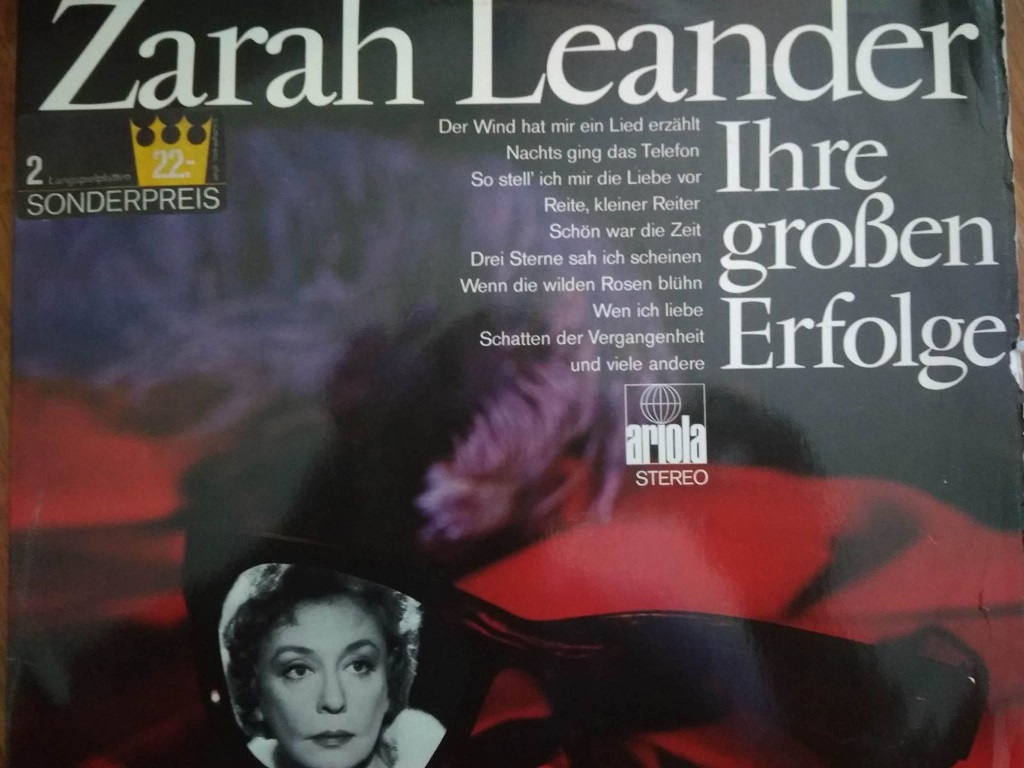 Zarah Leander
Ihre
großen
Erfolge
2 Langspielplatten
22.-
SONDERPREIS
Der Wind hat mir ein Lied erzählt
Nachts ging das Telefon
So stell' ich mir die Liebe vor
Reite, kleiner Reiter
Schön war die Zeit
Drei Sterne sah ich scheinen
Wenn die wilden Rosen blühn
Wen ich liebe
Schatten der Vergangenheit
und viele andere
ariola
STEREO